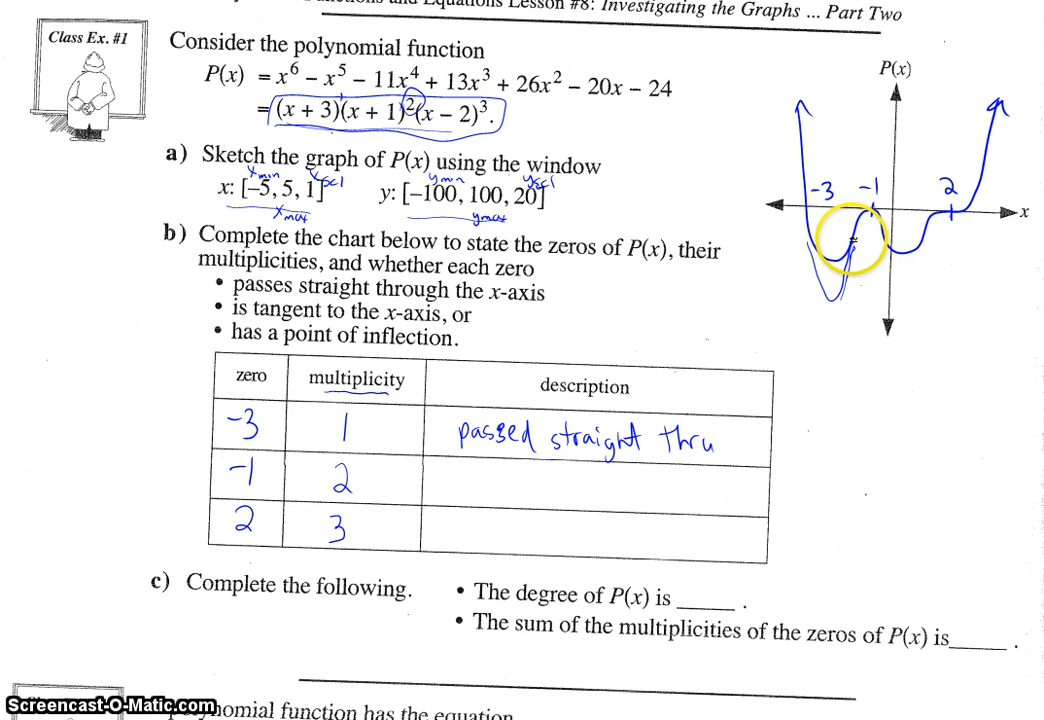 Functions and Equations Lesson #8: Investigating the Graphs ... Part Two
Class Ex. #1
Consider the polynomial function
P(x) = x⁶ − x⁵ − 11x⁴ + 13x³ + 26x² − 20x − 24
= (x + 3)(x + 1)²(x − 2)³.
a) Sketch the graph of P(x) using the window
xmin xscl ymin yscl
x: [−5, 5, 1] y: [−100, 100, 20]
xmax ymax
b) Complete the chart below to state the zeros of P(x), their
multiplicities, and whether each zero
• passes straight through the x-axis
• is tangent to the x-axis, or
• has a point of inflection.
P(x)
-3 -1 2
x
zero multiplicity description
-3 1 passed straight thru
-1 2
2 3
c) Complete the following. • The degree of P(x) is _____ .
• The sum of the multiplicities of the zeros of P(x) is______ .
polynomial function has the equation
Screencast-O-Matic.com